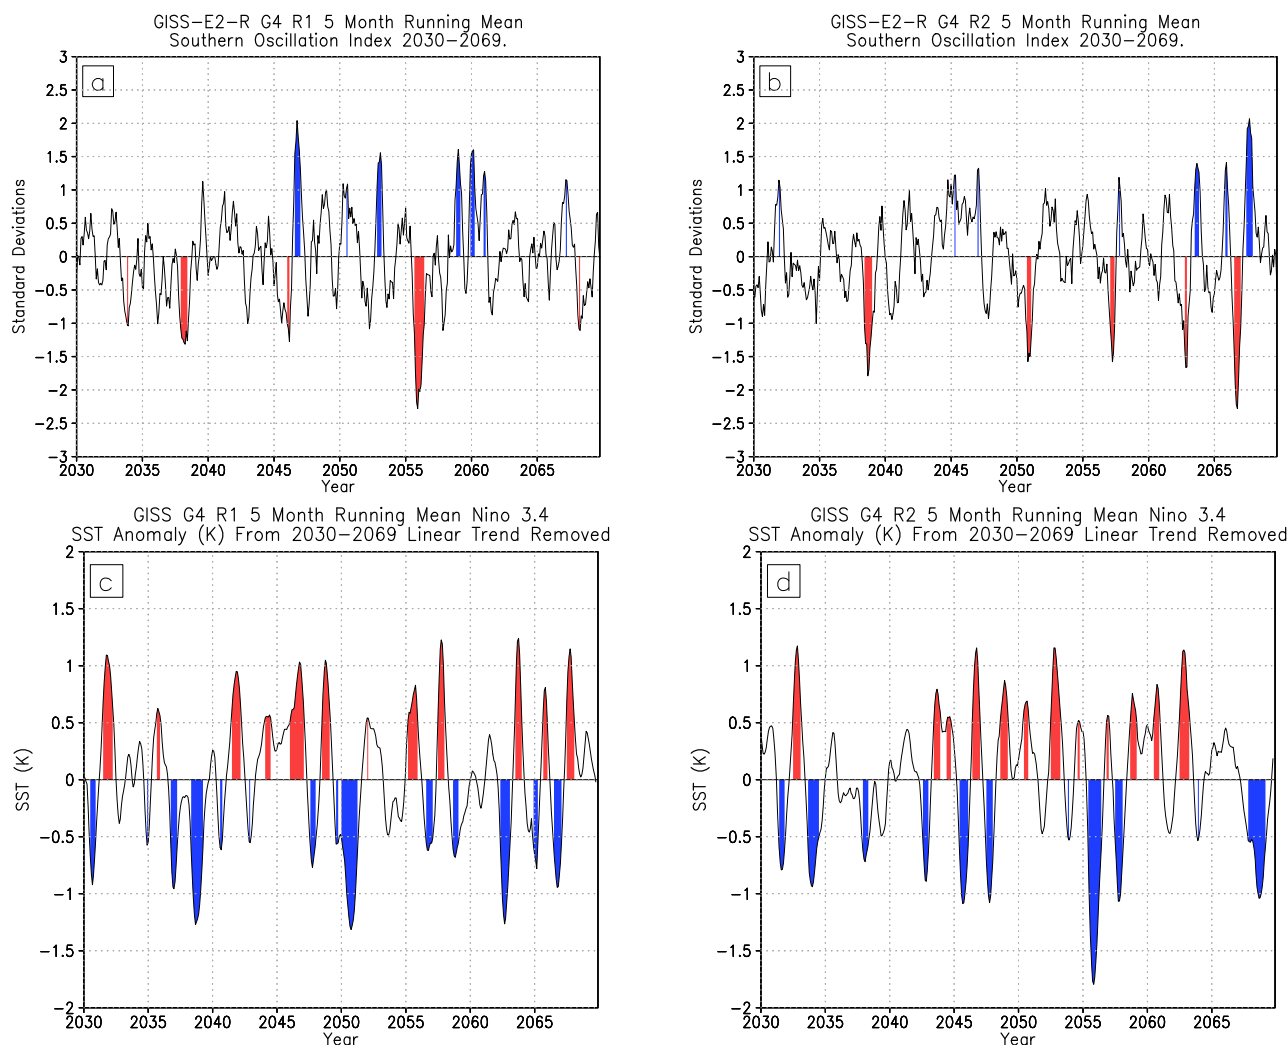 GISS-E2-R G4 R1 5 Month Running Mean
Southern Oscillation Index 2030-2069.
a
Standard Deviations
3
2.5
2
1.5
1
0.5
0
-0.5
-1
-1.5
-2
-2.5
-3
2030 2035 2040 2045 2050 2055 2060 2065
Year
GISS-E2-R G4 R2 5 Month Running Mean
Southern Oscillation Index 2030-2069.
b
Standard Deviations
3
2.5
2
1.5
1
0.5
0
-0.5
-1
-1.5
-2
-2.5
-3
2030 2035 2040 2045 2050 2055 2060 2065
Year
GISS G4 R1 5 Month Running Mean Nino 3.4
SST Anomaly (K) From 2030-2069 Linear Trend Removed
c
SST (K)
2
1.5
1
0.5
0
-0.5
-1
-1.5
-2
2030 2035 2040 2045 2050 2055 2060 2065
Year
GISS G4 R2 5 Month Running Mean Nino 3.4
SST Anomaly (K) From 2030-2069 Linear Trend Removed
d
SST (K)
2
1.5
1
0.5
0
-0.5
-1
-1.5
-2
2030 2035 2040 2045 2050 2055 2060 2065
Year